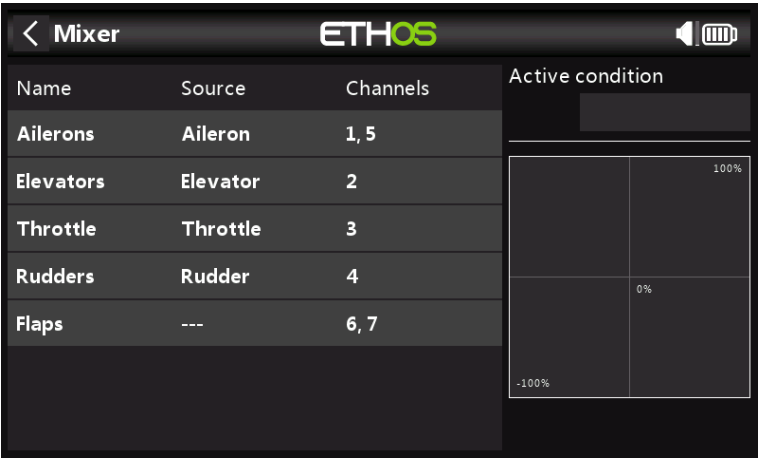 Mixer ETHOS
Name Source Channels
Ailerons Aileron 1, 5
Elevators Elevator 2
Throttle Throttle 3
Rudders Rudder 4
Flaps --- 6, 7
Active condition
100%
0%
-100%